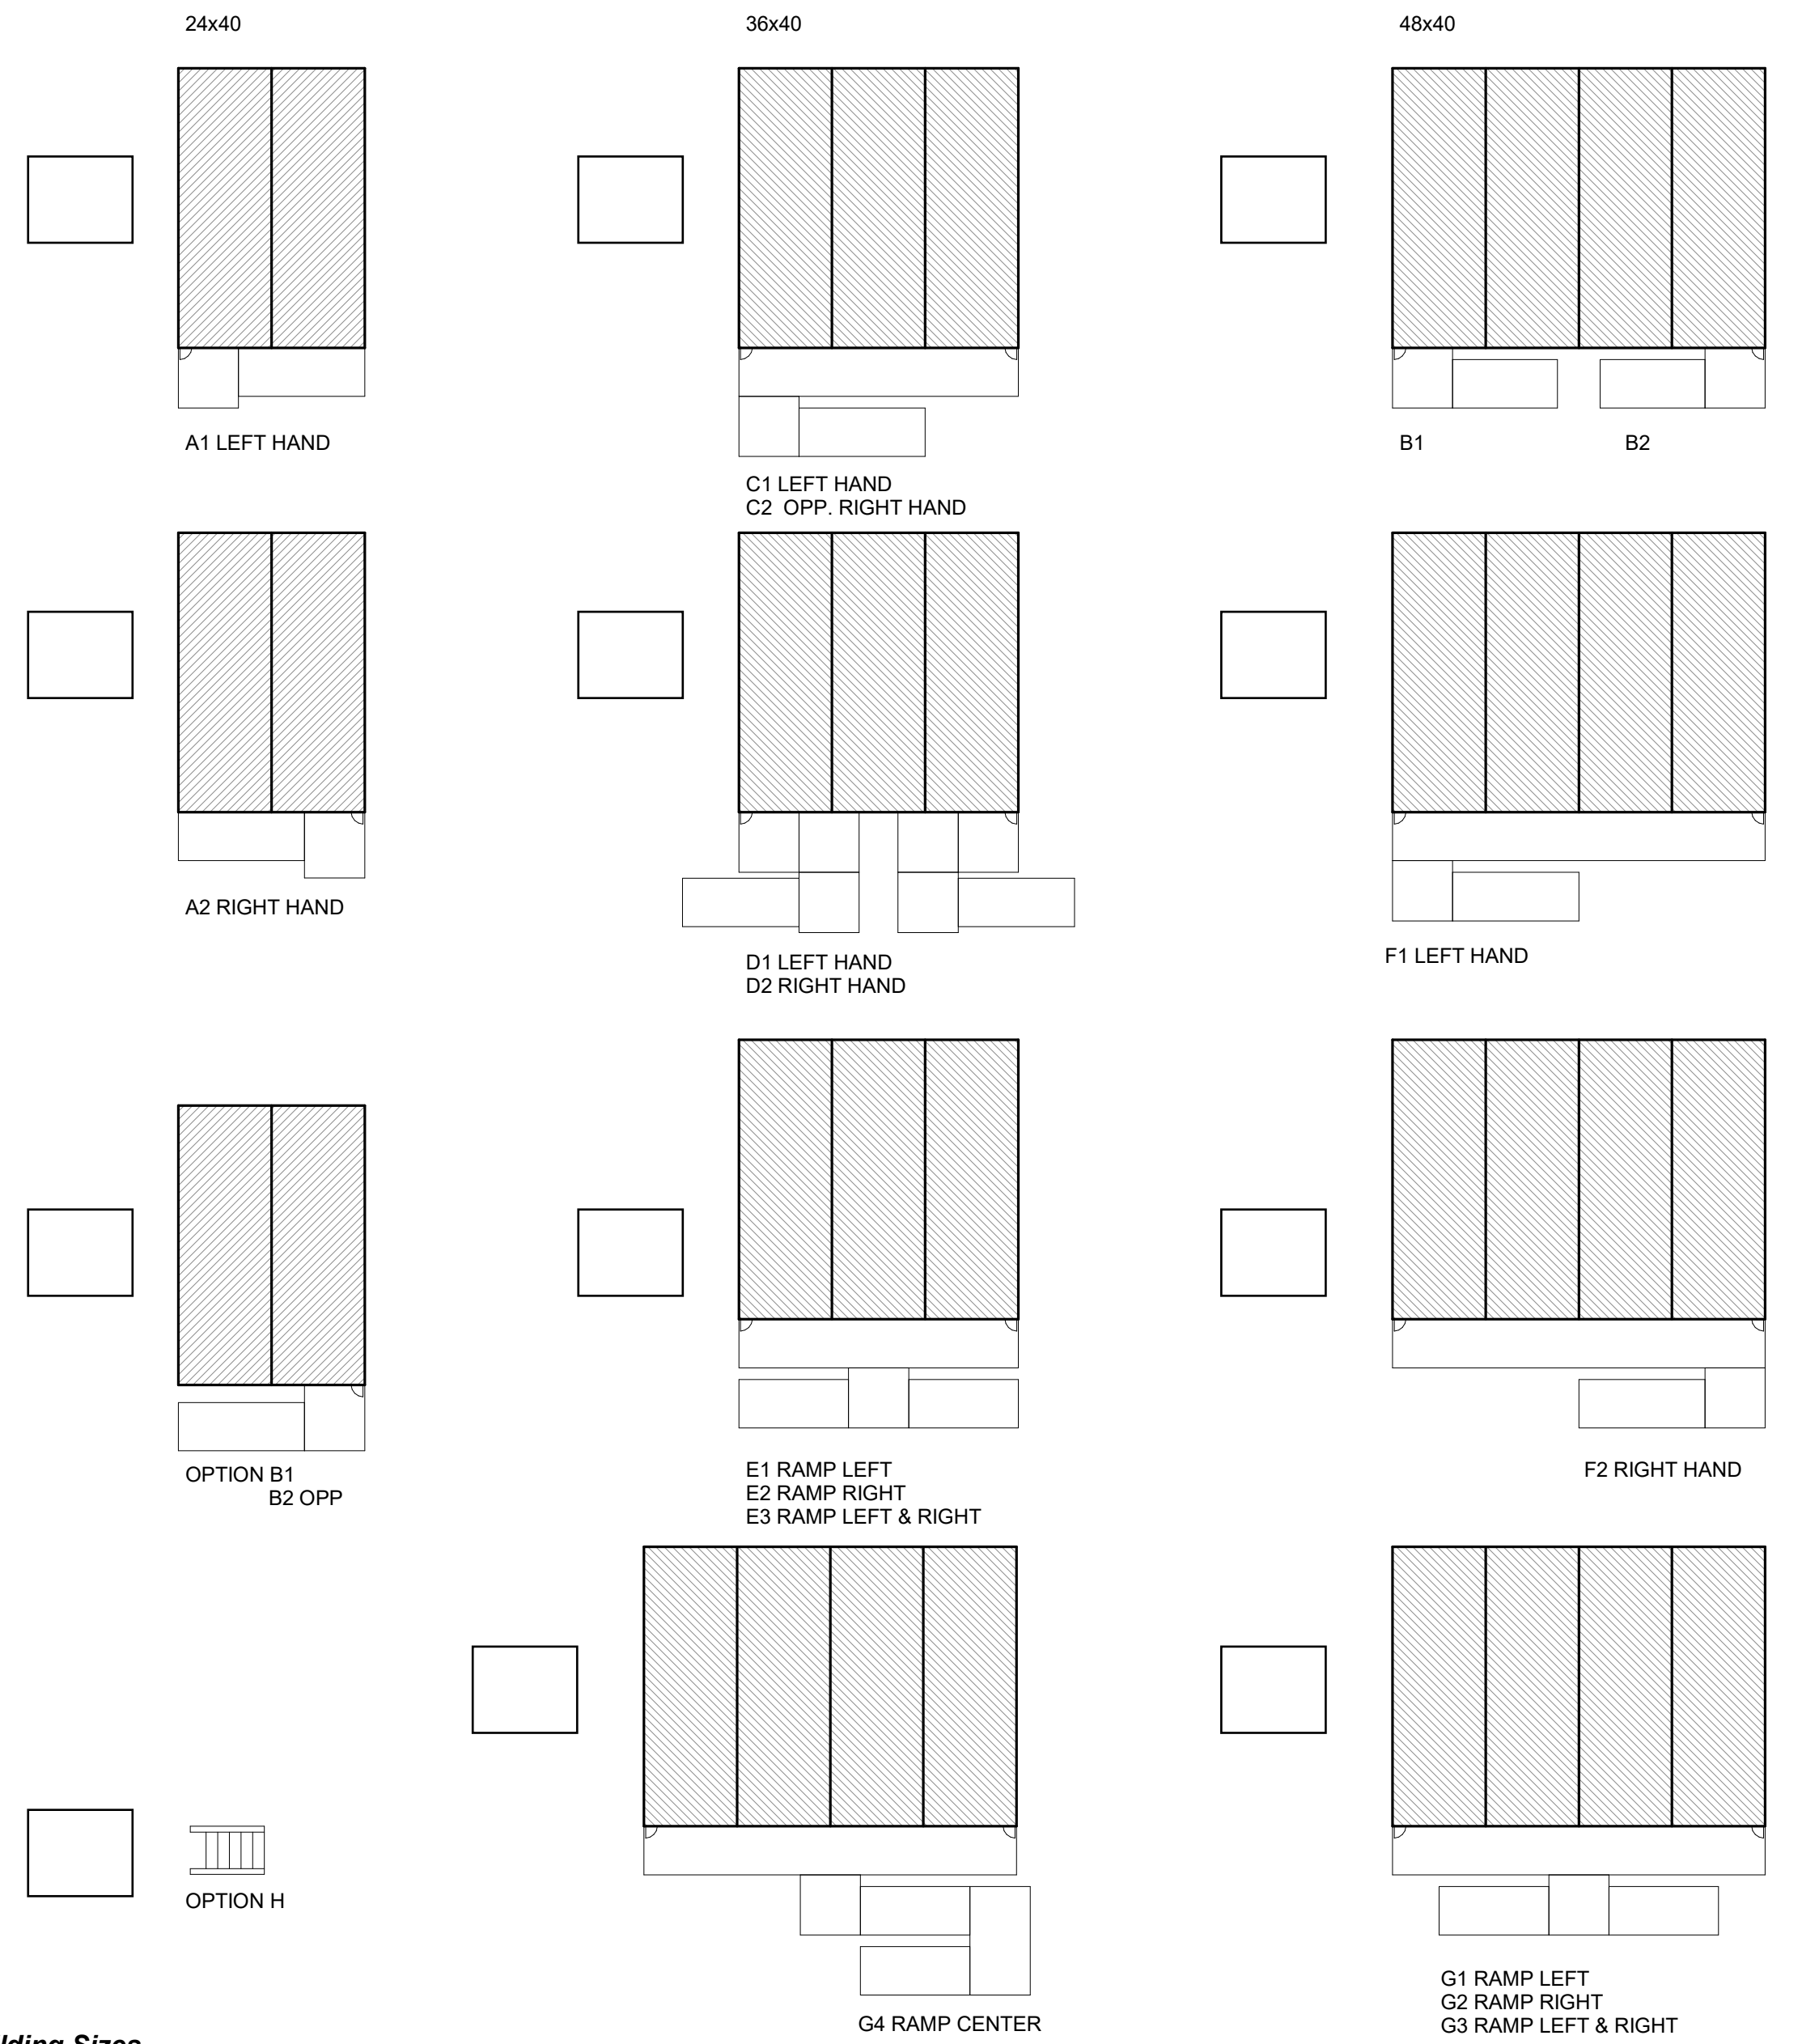 24x40
36x40
48x40
A1 LEFT HAND
C1 LEFT HAND
C2 OPP. RIGHT HAND
B1
B2
A2 RIGHT HAND
D1 LEFT HAND
D2 RIGHT HAND
F1 LEFT HAND
OPTION B1
B2 OPP
E1 RAMP LEFT
E2 RAMP RIGHT
E3 RAMP LEFT & RIGHT
F2 RIGHT HAND
OPTION H
G4 RAMP CENTER
G1 RAMP LEFT
G2 RAMP RIGHT
G3 RAMP LEFT & RIGHT